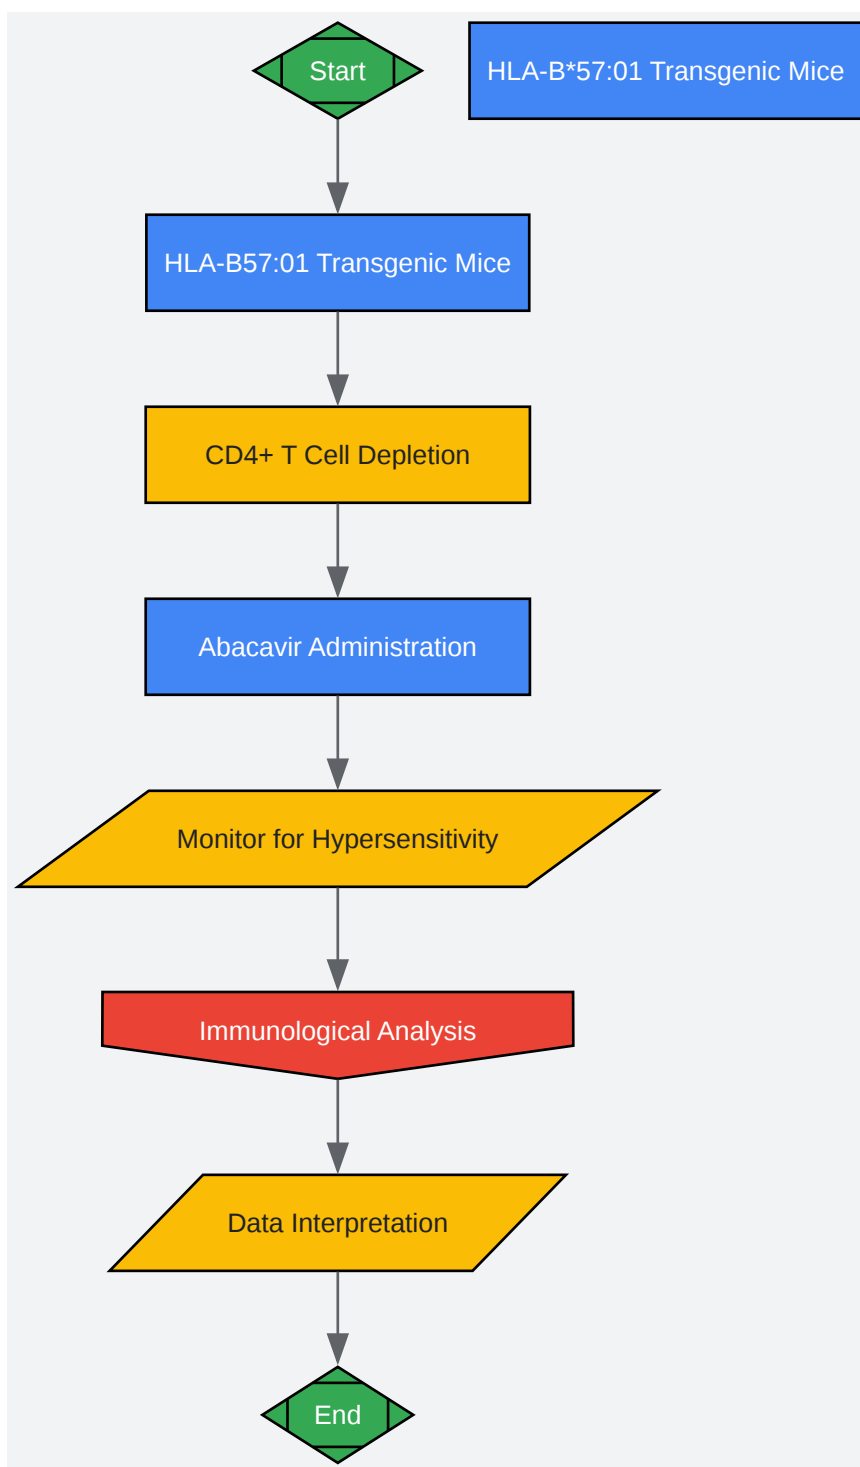 Start
HLA-B*57:01 Transgenic Mice
HLA-B57:01 Transgenic Mice
CD4+ T Cell Depletion
Abacavir Administration
Monitor for Hypersensitivity
Immunological Analysis
Data Interpretation
End